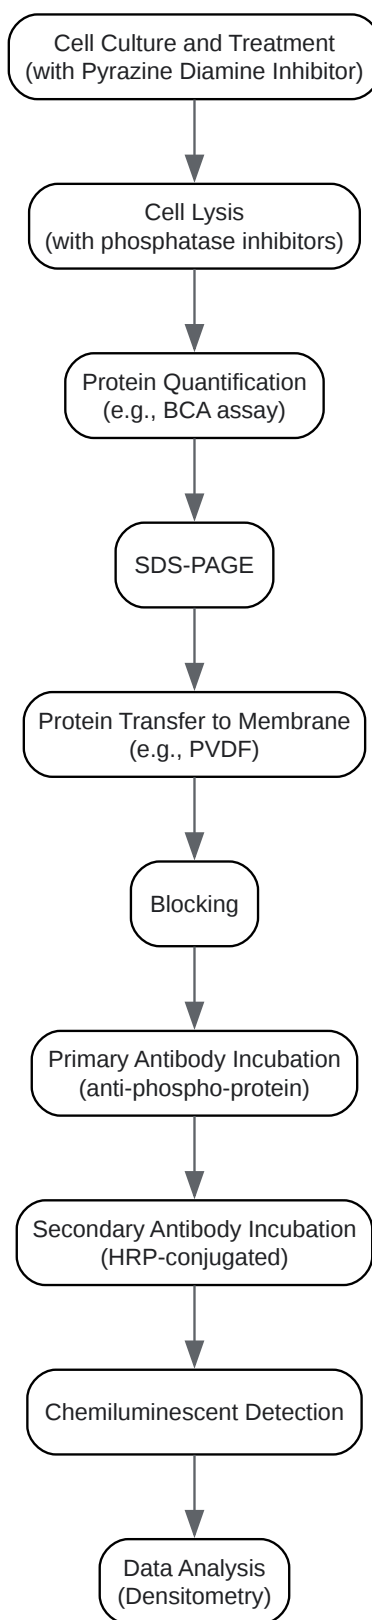 Cell Culture and Treatment
(with Pyrazine Diamine Inhibitor)
Cell Lysis
(with phosphatase inhibitors)
Protein Quantification
(e.g., BCA assay)
SDS-PAGE
Protein Transfer to Membrane
(e.g., PVDF)
Blocking
Primary Antibody Incubation
(anti-phospho-protein)
Secondary Antibody Incubation
(HRP-conjugated)
Chemiluminescent Detection
Data Analysis
(Densitometry)